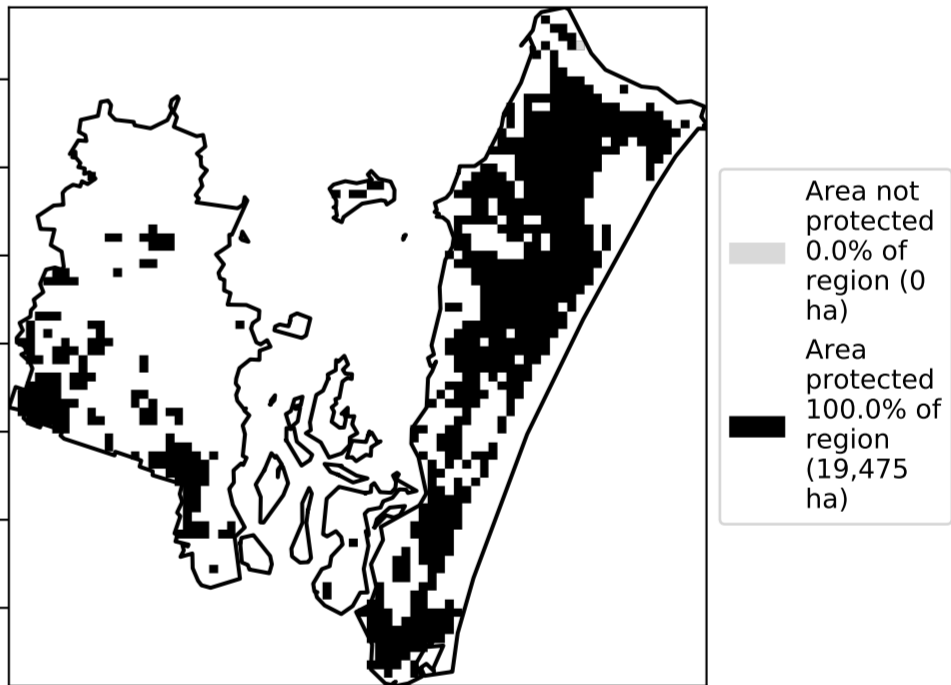 Area not
protected
0.0% of
region (0
ha)
Area
protected
100.0% of
region
(19,475
ha)